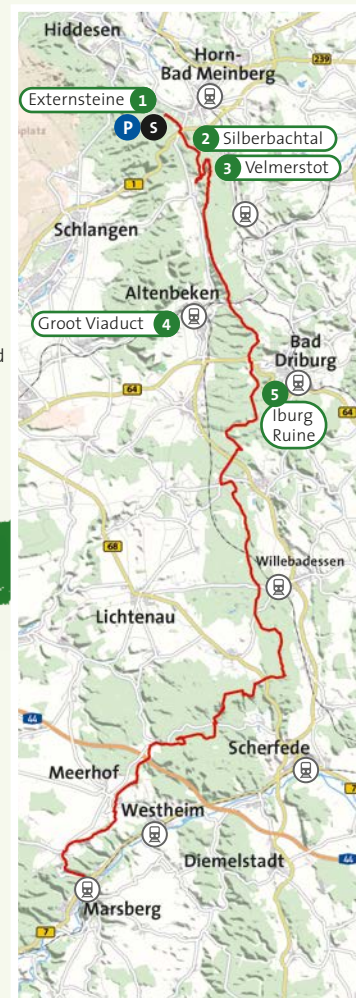 Hiddesen
Horn-
Bad Meinberg
239
Externsteine 1
P S
2 Silberbachtal
3 Velmerstot
1
Schlangen
Altenbeken
Groot Viaduct 4
d
Bad
Driburg
64
5
64
Iburg
Ruine
68
Willebadessen
Lichtenau
44
Scherfede
Meerhof
7
Westheim
Diemelstadt
44
Marsberg
7